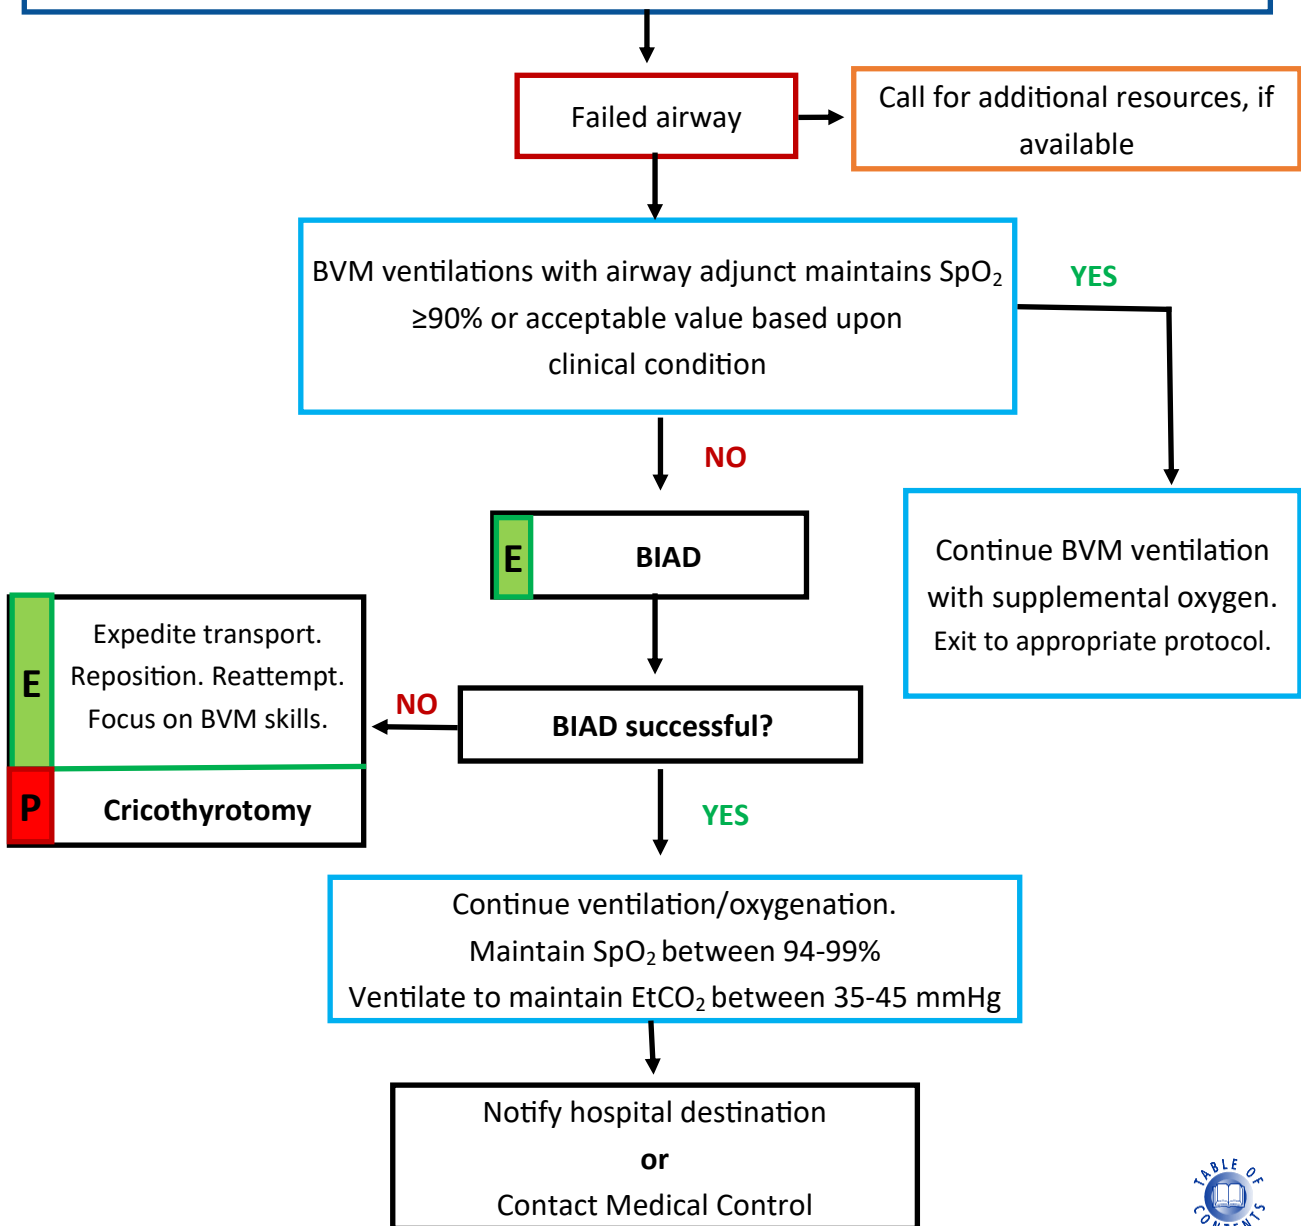 Failed airway
Call for additional resources, if
available
BVM ventilations with airway adjunct maintains SpO₂
≥90% or acceptable value based upon
clinical condition
YES
NO
E
BIAD
Continue BVM ventilation
with supplemental oxygen.
Exit to appropriate protocol.
E
Expedite transport.
Reposition. Reattempt.
Focus on BVM skills.
NO
BIAD successful?
P
Cricothyrotomy
YES
Continue ventilation/oxygenation.
Maintain SpO₂ between 94-99%
Ventilate to maintain EtCO₂ between 35-45 mmHg
Notify hospital destination
or
Contact Medical Control
TABLE OF
CONTENTS